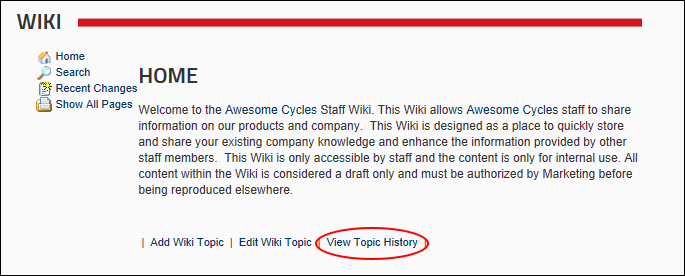 WIKI
Home
Search
Recent Changes
Show All Pages
HOME
Welcome to the Awesome Cycles Staff Wiki. This Wiki allows Awesome Cycles staff to share
information on our products and company.  This Wiki is designed as a place to quickly store
and share your existing company knowledge and enhance the information provided by other
staff members.  This Wiki is only accessible by staff and the content is only for internal use. All
content within the Wiki is considered a draft only and must be authorized by Marketing before
being reproduced elsewhere.
| Add Wiki Topic | Edit Wiki Topic | View Topic History |